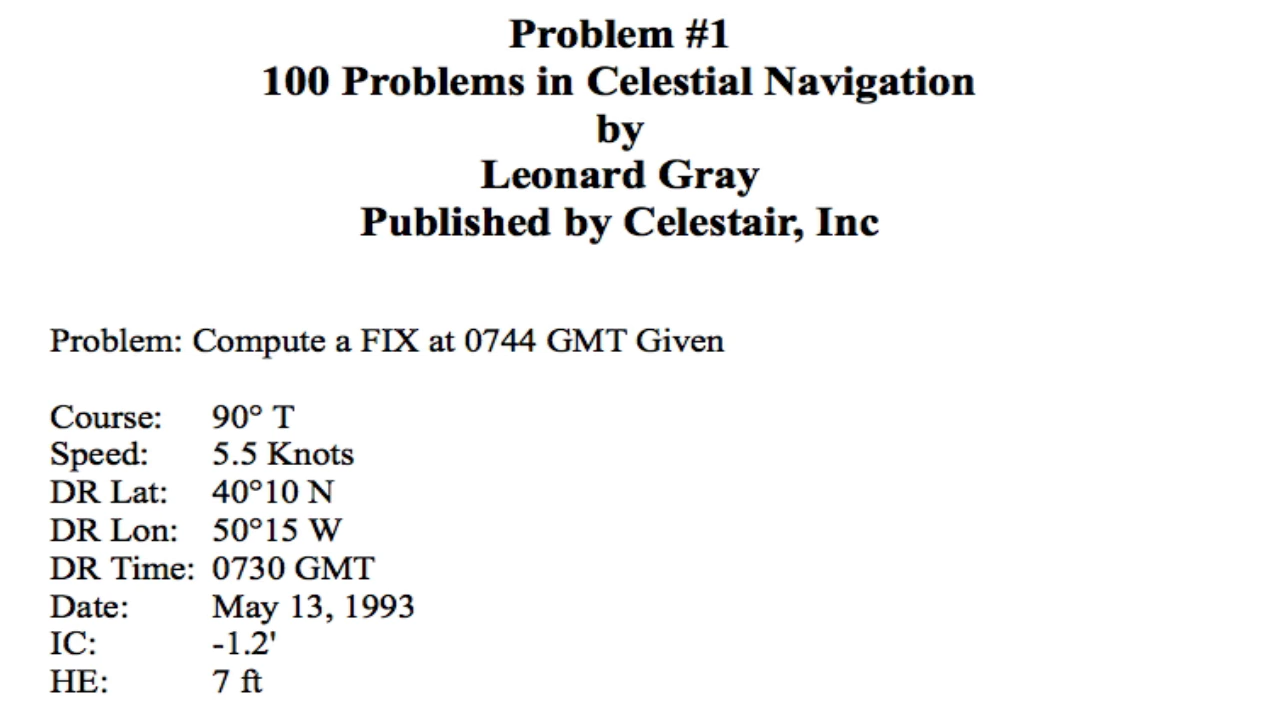 Problem #1
100 Problems in Celestial Navigation
by
Leonard Gray
Published by Celestair, Inc
Problem: Compute a FIX at 0744 GMT Given
Course: 90° T
Speed: 5.5 Knots
DR Lat: 40°10 N
DR Lon: 50°15 W
DR Time: 0730 GMT
Date: May 13, 1993
IC: -1.2'
HE: 7 ft